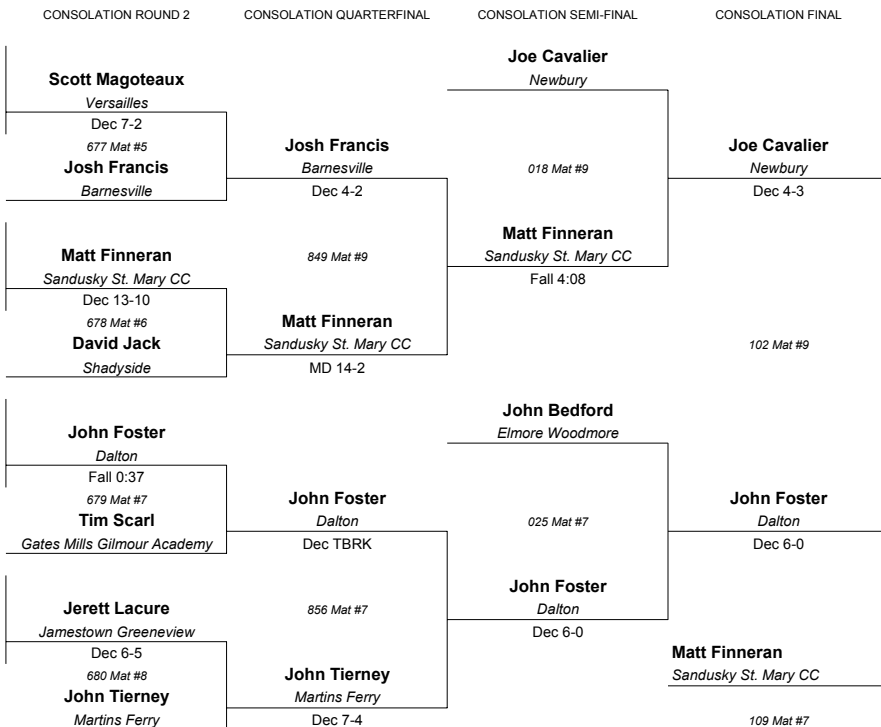 CONSOLATION ROUND 2 CONSOLATION QUARTERFINAL CONSOLATION SEMI-FINAL CONSOLATION FINAL
Joe Cavalier
Newbury
Scott Magoteaux
Versailles
Dec 7-2
677 Mat #5
Josh Francis
Barnesville
Josh Francis
Barnesville
Dec 4-2
018 Mat #9
Joe Cavalier
Newbury
Dec 4-3
Matt Finneran
Sandusky St. Mary CC
Dec 13-10
678 Mat #6
David Jack
Shadyside
849 Mat #9
Matt Finneran
Sandusky St. Mary CC
MD 14-2
Matt Finneran
Sandusky St. Mary CC
Fall 4:08
102 Mat #9
John Foster
Dalton
Fall 0:37
679 Mat #7
Tim Scarl
Gates Mills Gilmour Academy
John Foster
Dalton
Dec TBRK
John Bedford
Elmore Woodmore
025 Mat #7
John Foster
Dalton
Dec 6-0
Jerett Lacure
Jamestown Greeneview
Dec 6-5
680 Mat #8
John Tierney
Martins Ferry
856 Mat #7
John Tierney
Martins Ferry
Dec 7-4
John Foster
Dalton
Dec 6-0
Matt Finneran
Sandusky St. Mary CC
109 Mat #7